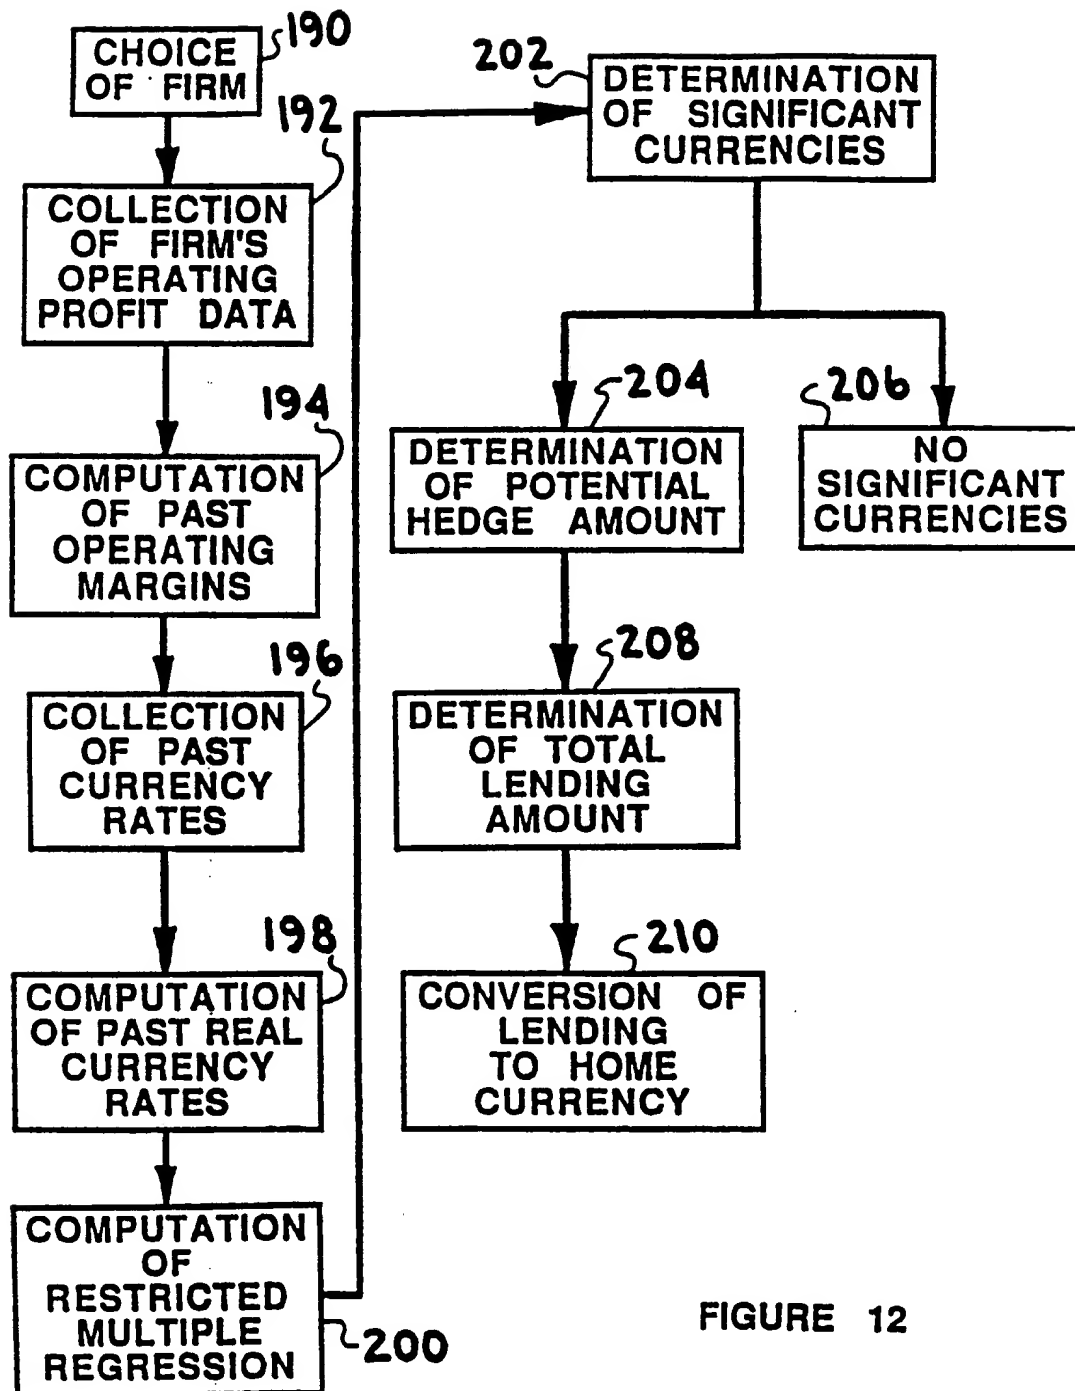 190
CHOICE
OF FIRM
192
COLLECTION
OF FIRM'S
OPERATING
PROFIT DATA
194
COMPUTATION
OF PAST
OPERATING
MARGINS
196
COLLECTION
OF PAST
CURRENCY
RATES
198
COMPUTATION
OF PAST REAL
CURRENCY
RATES
COMPUTATION
OF
RESTRICTED
MULTIPLE
REGRESSION
200
202
DETERMINATION
OF SIGNIFICANT
CURRENCIES
204
DETERMINATION
OF POTENTIAL
HEDGE AMOUNT
206
NO
SIGNIFICANT
CURRENCIES
208
DETERMINATION
OF TOTAL
LENDING
AMOUNT
210
CONVERSION OF
LENDING
TO HOME
CURRENCY
FIGURE 12